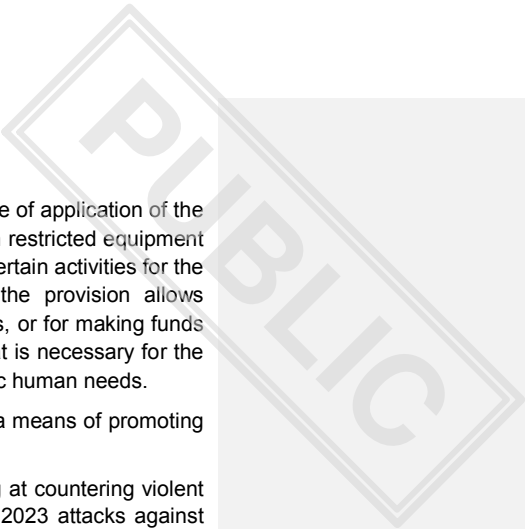 PUBLIC
e of application of the
restricted equipment
ertain activities for the
the provision allows
s, or for making funds
t is necessary for the
c human needs.
a means of promoting
at countering violent
2023 attacks against